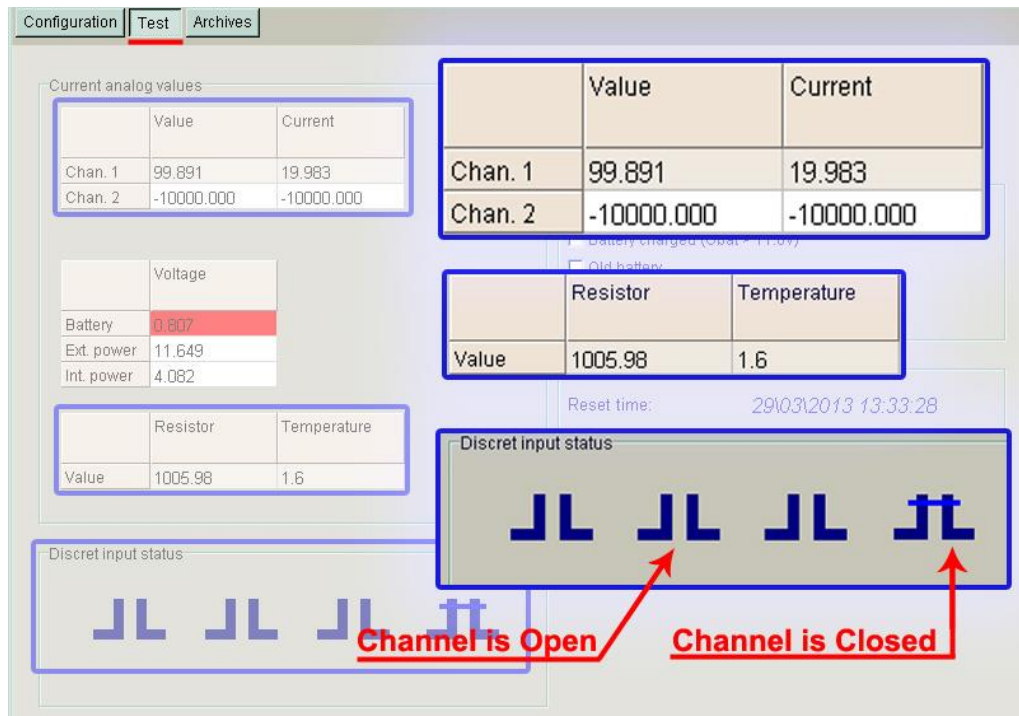 Configuration Test Archives
Current analog values
Value Current
Chan. 1 99.891 19.983
Chan. 2 -10000.000 -10000.000
Voltage
Battery 0.807
Ext. power 11.649
Int. power 4.082
Resistor Temperature
Value 1005.98 1.6
Discret input status
Value Current
Chan. 1 99.891 19.983
Chan. 2 -10000.000 -10000.000
Old battery
Resistor Temperature
Value 1005.98 1.6
Reset time: 29\03\2013 13:33:28
Discret input status
Channel is Open
Channel is Closed